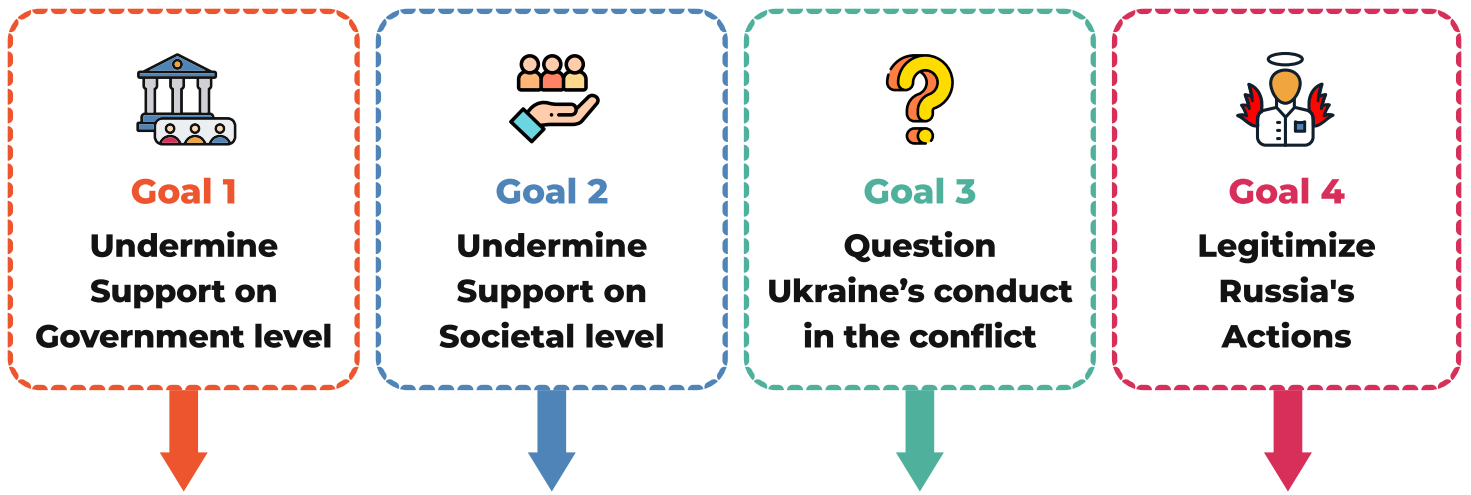 Goal 1
Undermine
Support on
Government level
Goal 2
Undermine
Support on
Societal level
Goal 3
Question
Ukraine’s conduct
in the conflict
Goal 4
Legitimize
Russia's
Actions